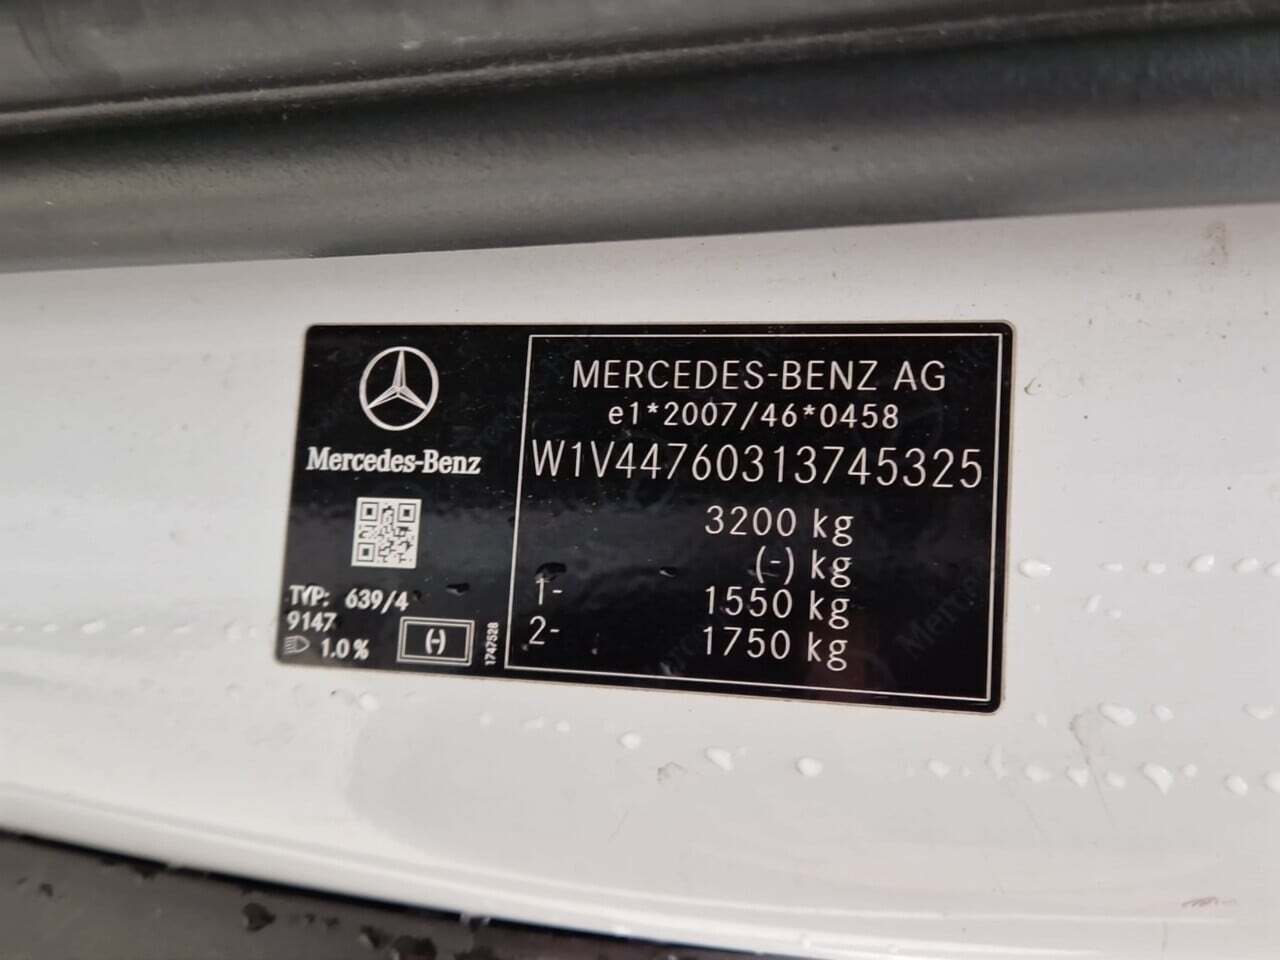 MERCEDES-BENZ AG
e1*2007/46*0458
W1V44760313745325
3200 kg
(-) kg
1- 1550 kg
2- 1750 kg
Mercedes-Benz
TYP: 639/4
9147
1.0 %
(-)
1747528